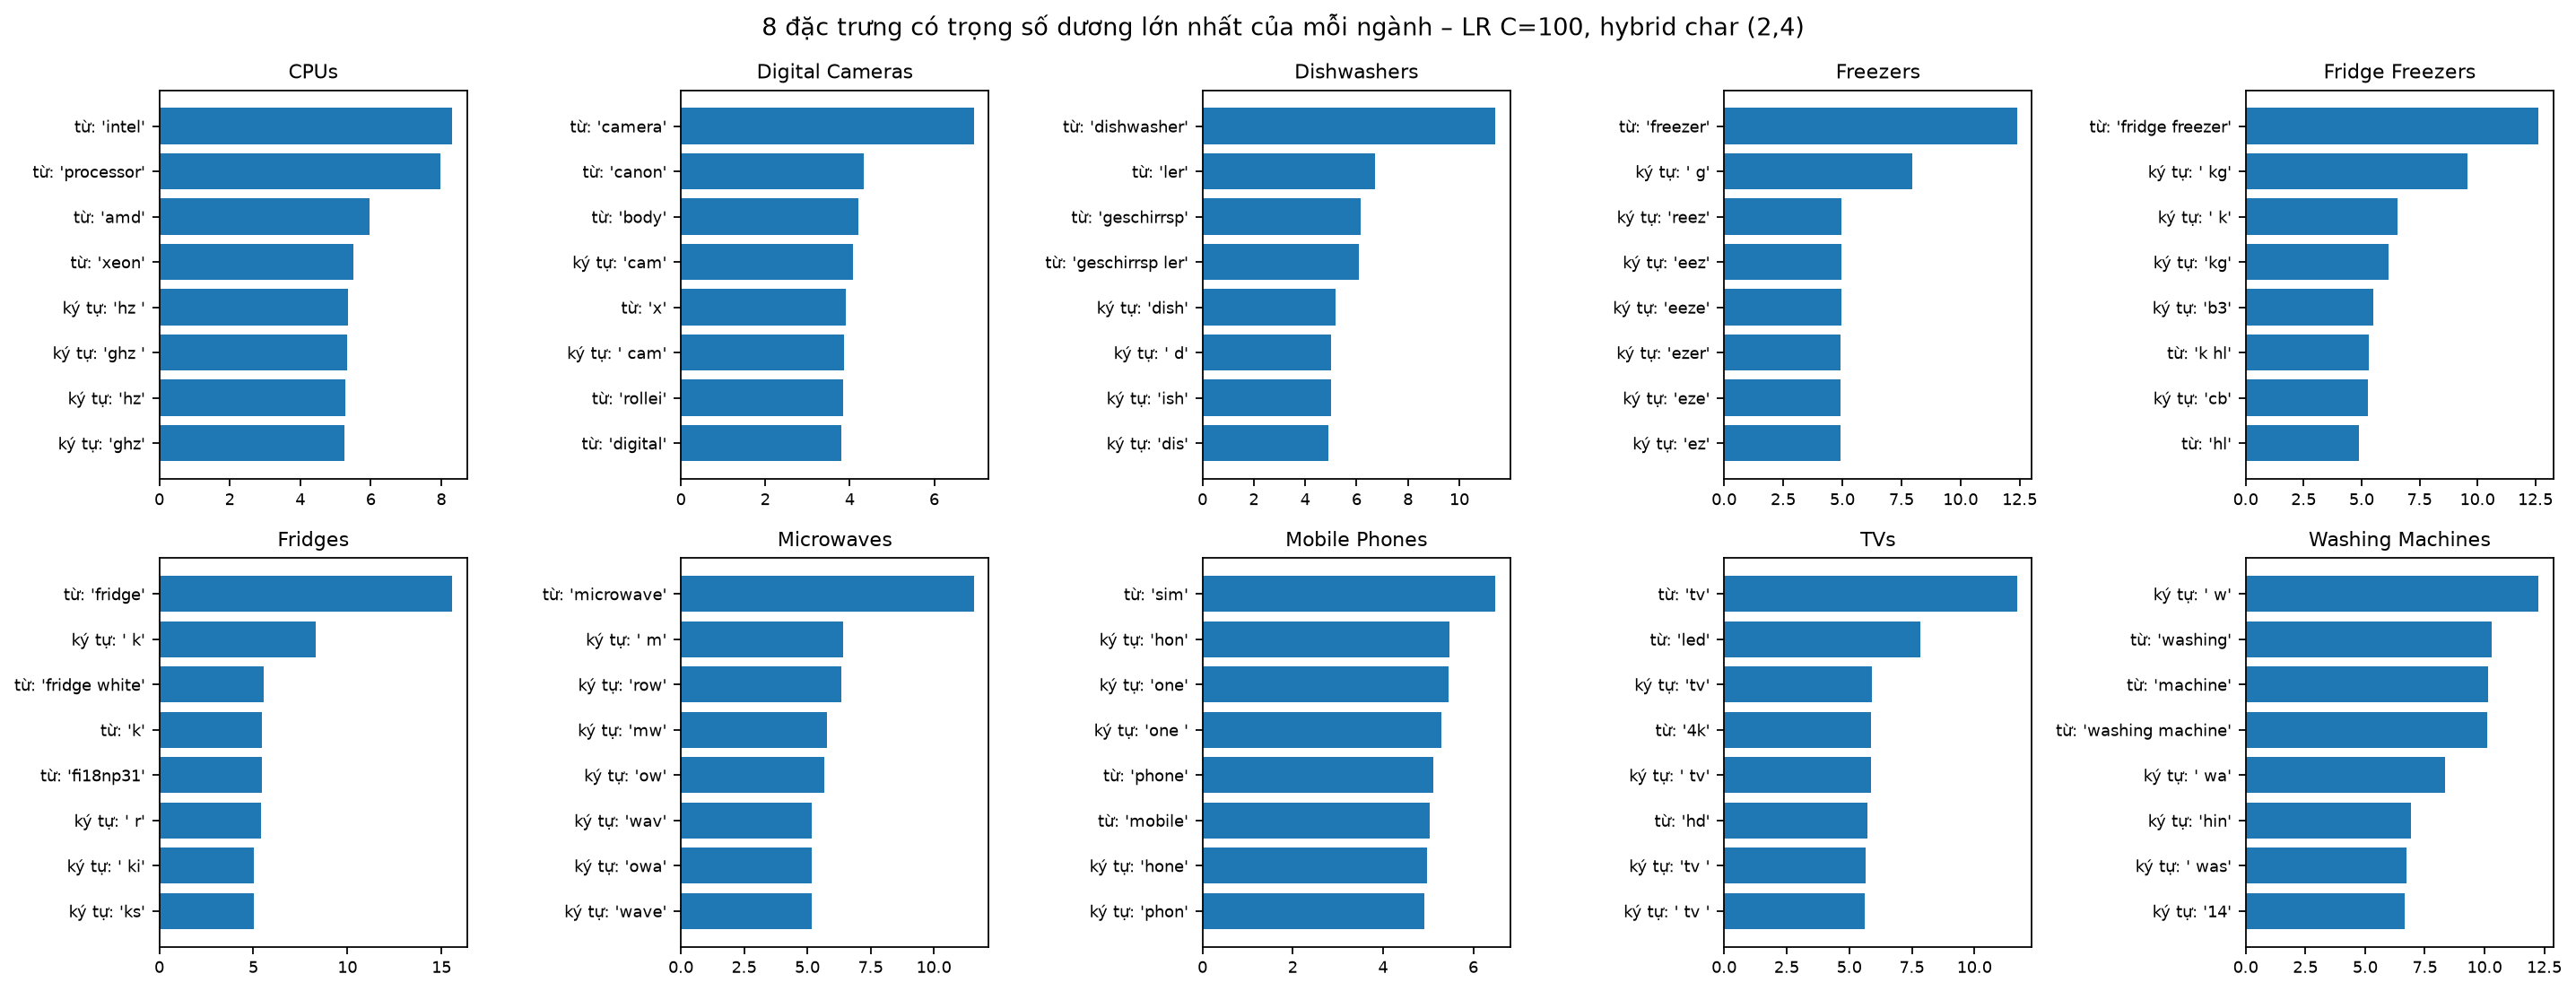 8 đặc trưng có trọng số dương lớn nhất của mỗi ngành – LR C=100, hybrid char (2,4)
CPUs
từ: 'intel'
từ: 'processor'
từ: 'amd'
từ: 'xeon'
ký tự: 'hz '
ký tự: 'ghz '
ký tự: 'hz'
ký tự: 'ghz'
0 2 4 6 8
Digital Cameras
từ: 'camera'
từ: 'canon'
từ: 'body'
ký tự: 'cam'
từ: 'x'
ký tự: ' cam'
từ: 'rollei'
từ: 'digital'
0 2 4 6
Dishwashers
từ: 'dishwasher'
từ: 'ler'
từ: 'geschirrsp'
từ: 'geschirrsp ler'
ký tự: 'dish'
ký tự: ' d'
ký tự: 'ish'
ký tự: 'dis'
0 2 4 6 8 10
Freezers
từ: 'freezer'
ký tự: ' g'
ký tự: 'reez'
ký tự: 'eez'
ký tự: 'eeze'
ký tự: 'ezer'
ký tự: 'eze'
ký tự: 'ez'
0.0 2.5 5.0 7.5 10.0 12.5
Fridge Freezers
từ: 'fridge freezer'
ký tự: ' kg'
ký tự: ' k'
ký tự: 'kg'
ký tự: 'b3'
từ: 'k hl'
ký tự: 'cb'
từ: 'hl'
0.0 2.5 5.0 7.5 10.0 12.5
Fridges
từ: 'fridge'
ký tự: ' k'
từ: 'fridge white'
từ: 'k'
từ: 'fi18np31'
ký tự: ' r'
ký tự: ' ki'
ký tự: 'ks'
0 5 10 15
Microwaves
từ: 'microwave'
ký tự: ' m'
ký tự: 'row'
ký tự: 'mw'
ký tự: 'ow'
ký tự: 'wav'
ký tự: 'owa'
ký tự: 'wave'
0.0 2.5 5.0 7.5 10.0
Mobile Phones
từ: 'sim'
ký tự: 'hon'
ký tự: 'one'
ký tự: 'one '
từ: 'phone'
từ: 'mobile'
ký tự: 'hone'
ký tự: 'phon'
0 2 4 6
TVs
từ: 'tv'
từ: 'led'
ký tự: 'tv'
từ: '4k'
ký tự: ' tv'
từ: 'hd'
ký tự: 'tv '
ký tự: ' tv '
0.0 2.5 5.0 7.5 10.0
Washing Machines
ký tự: ' w'
từ: 'washing'
từ: 'machine'
từ: 'washing machine'
ký tự: ' wa'
ký tự: 'hin'
ký tự: ' was'
ký tự: '14'
0.0 2.5 5.0 7.5 10.0 12.5